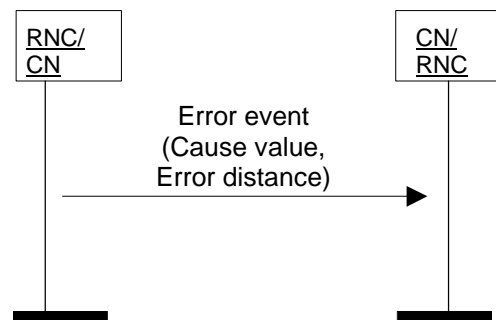 RNC/
CN
CN/
RNC
Error event
(Cause value,
Error distance)